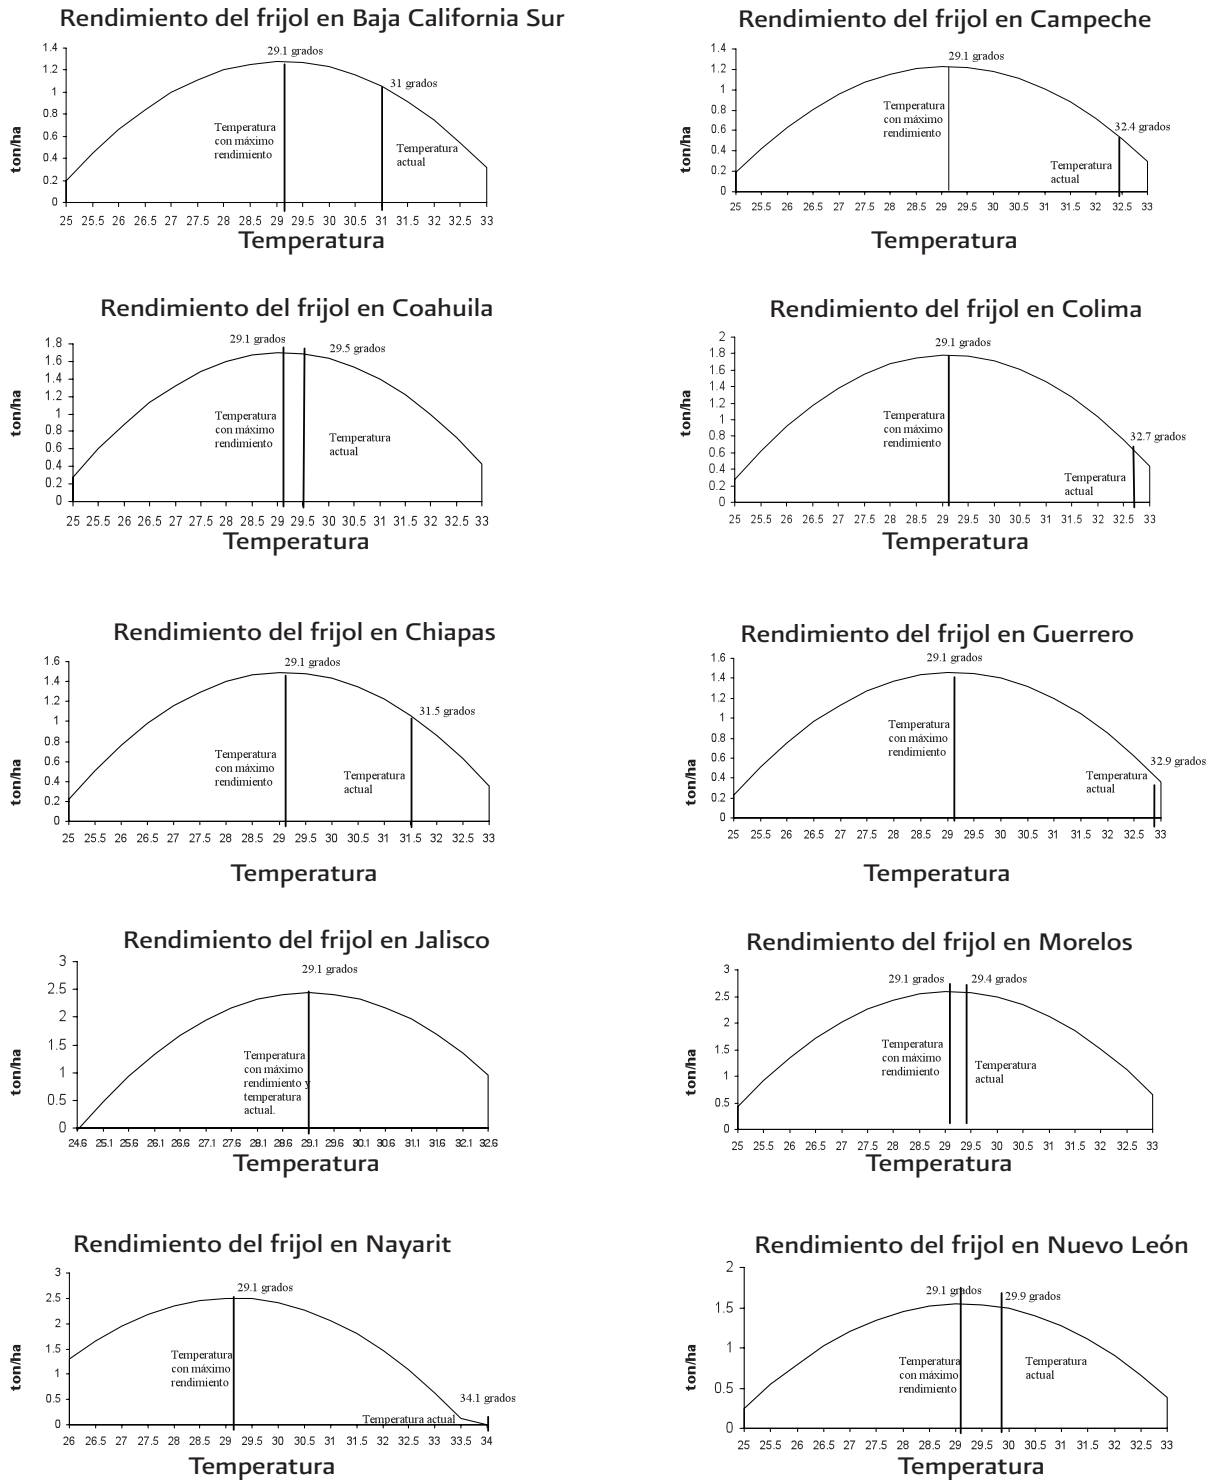 Rendimiento del frijol en Baja California Sur
1.4
1.2
1
0.8
0.6
0.4
0.2
0
ton/ha
29.1 grados
31 grados
Temperatura
con máximo
rendimiento
Temperatura
actual
25 25.5 26 26.5 27 27.5 28 28.5 29 29.5 30 30.5 31 31.5 32 32.5 33
Temperatura
Rendimiento del frijol en Campeche
1.4
1.2
1
0.8
0.6
0.4
0.2
0
ton/ha
29.1 grados
32.4 grados
Temperatura
con máximo
rendimiento
Temperatura
actual
25 25.5 26 26.5 27 27.5 28 28.5 29 29.5 30 30.5 31 31.5 32 32.5 33
Temperatura
Rendimiento del frijol en Coahuila
1.8
1.6
1.4
1.2
1
0.8
0.6
0.4
0.2
0
ton/ha
29.1 grados
29.5 grados
Temperatura
con máximo
rendimiento
Temperatura
actual
25 25.5 26 26.5 27 27.5 28 28.5 29 29.5 30 30.5 31 31.5 32 32.5 33
Temperatura
Rendimiento del frijol en Colima
2
1.8
1.6
1.4
1.2
1
0.8
0.6
0.4
0.2
0
ton/ha
29.1 grados
32.7 grados
Temperatura
con máximo
rendimiento
Temperatura
actual
25 25.5 26 26.5 27 27.5 28 28.5 29 29.5 30 30.5 31 31.5 32 32.5 33
Temperatura
Rendimiento del frijol en Chiapas
1.6
1.4
1.2
1
0.8
0.6
0.4
0.2
0
ton/ha
29.1 grados
31.5 grados
Temperatura
con máximo
rendimiento
Temperatura
actual
25 25.5 26 26.5 27 27.5 28 28.5 29 29.5 30 30.5 31 31.5 32 32.5 33
Temperatura
Rendimiento del frijol en Guerrero
1.6
1.4
1.2
1
0.8
0.6
0.4
0.2
0
ton/ha
29.1 grados
32.9 grados
Temperatura
con máximo
rendimiento
Temperatura
actual
25 25.5 26 26.5 27 27.5 28 28.5 29 29.5 30 30.5 31 31.5 32 32.5 33
Temperatura
Rendimiento del frijol en Jalisco
3
2.5
2
1.5
1
0.5
0
ton/ha
29.1 grados
Temperatura
con máximo
rendimiento y
temperatura
actual.
24.6 25.1 25.6 26.1 26.6 27.1 27.6 28.1 28.6 29.1 29.6 30.1 30.6 31.1 31.6 32.1 32.6
Temperatura
Rendimiento del frijol en Morelos
3
2.5
2
1.5
1
0.5
0
ton/ha
29.1 grados
29.4 grados
Temperatura
con máximo
rendimiento
Temperatura
actual
25 25.5 26 26.5 27 27.5 28 28.5 29 29.5 30 30.5 31 31.5 32 32.5 33
Temperatura
Rendimiento del frijol en Nayarit
3
2.5
2
1.5
1
0.5
0
ton/ha
29.1 grados
34.1 grados
Temperatura
con máximo
rendimiento
Temperatura actual
26 26.5 27 27.5 28 28.5 29 29.5 30 30.5 31 31.5 32 32.5 33 33.5 34
Temperatura
Rendimiento del frijol en Nuevo León
2
1.5
1
0.5
0
ton/ha
29.1 grados
29.9 grados
Temperatura
con máximo
rendimiento
Temperatura
actual
25 25.5 26 26.5 27 27.5 28 28.5 29 29.5 30 30.5 31 31.5 32 32.5 33
Temperatura